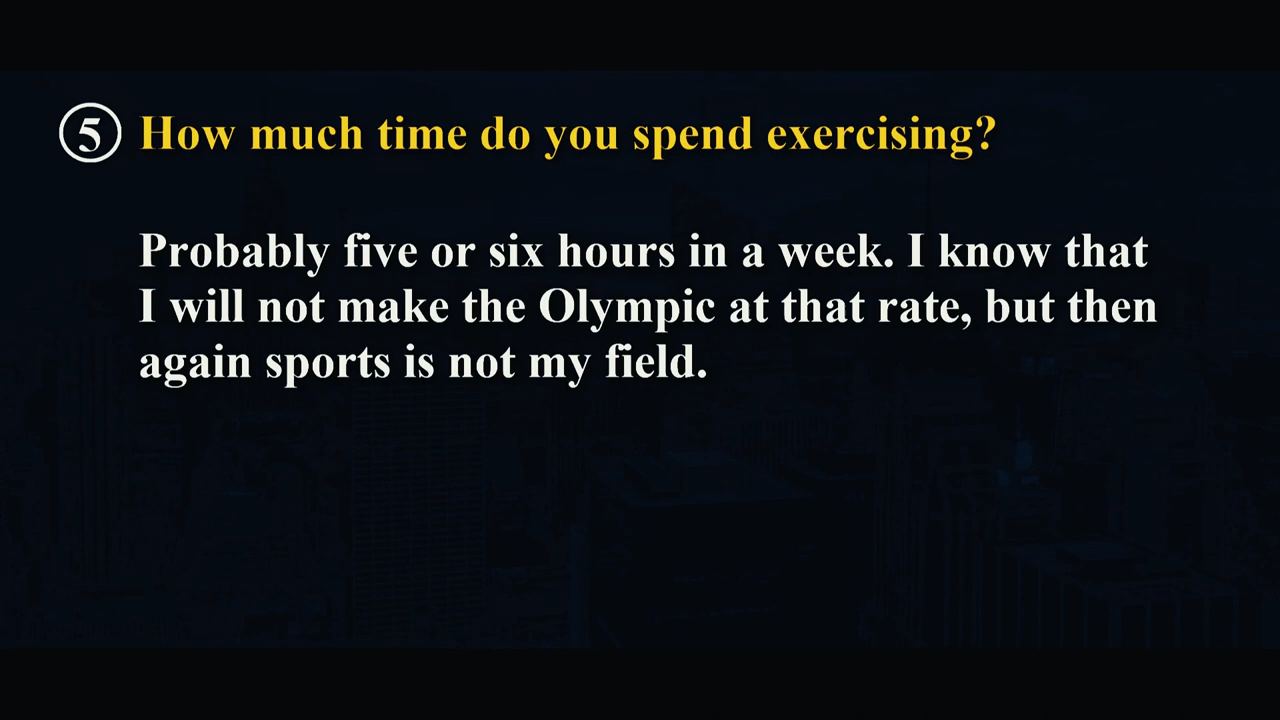 5 How much time do you spend exercising?
Probably five or six hours in a week. I know that
I will not make the Olympic at that rate, but then
again sports is not my field.